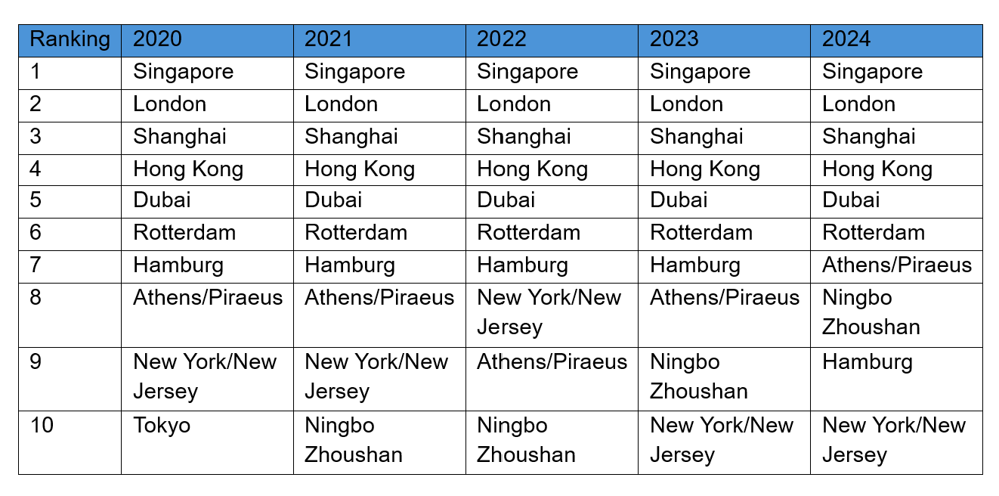 Ranking 2020 2021 2022 2023 2024
1 Singapore Singapore Singapore Singapore Singapore
2 London London London London London
3 Shanghai Shanghai Shanghai Shanghai Shanghai
4 Hong Kong Hong Kong Hong Kong Hong Kong Hong Kong
5 Dubai Dubai Dubai Dubai Dubai
6 Rotterdam Rotterdam Rotterdam Rotterdam Rotterdam
7 Hamburg Hamburg Hamburg Hamburg Athens/Piraeus
8 Athens/Piraeus Athens/Piraeus New York/New Athens/Piraeus Ningbo
Jersey Zhoushan
9 New York/New New York/New Athens/Piraeus Ningbo Hamburg
Jersey Jersey Zhoushan
10 Tokyo Ningbo Ningbo New York/New New York/New
Zhoushan Zhoushan Jersey Jersey